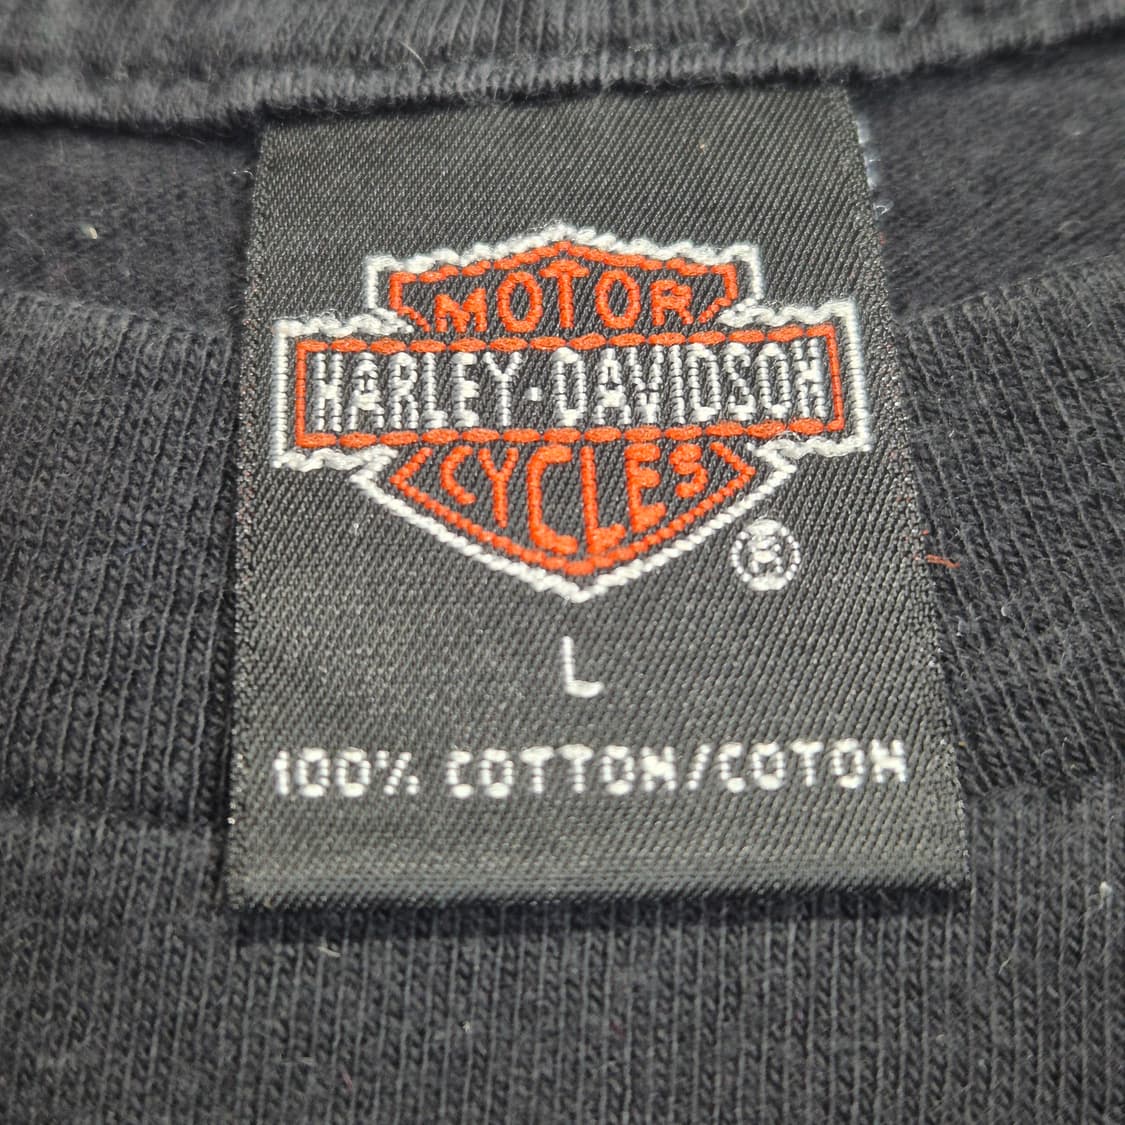 MOTOR
HARLEY-DAVIDSON
CYCLES
®
L
100% COTTON/COTON